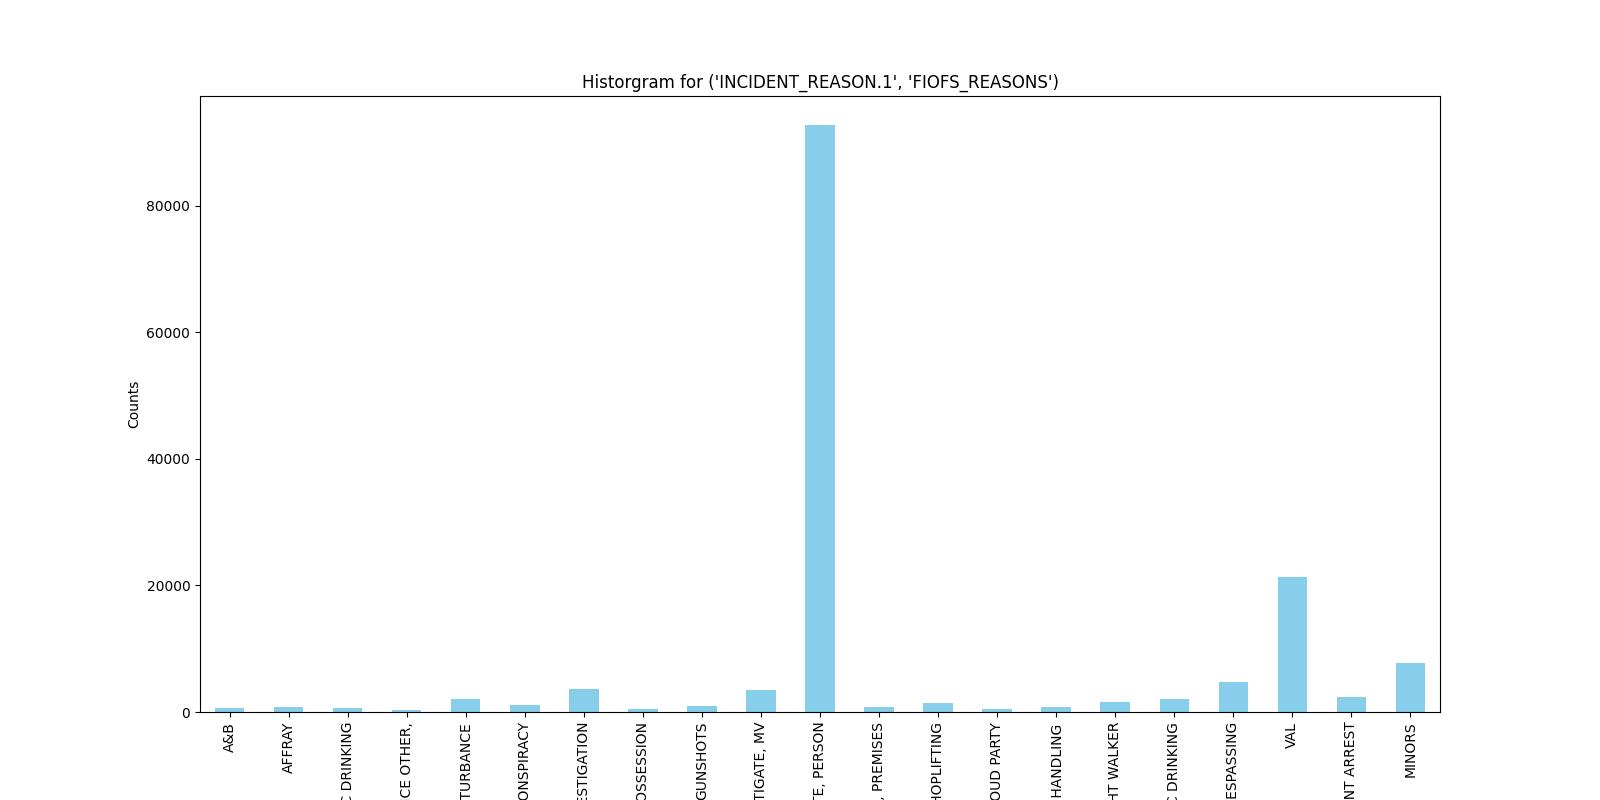 Historgram for ('INCIDENT_REASON.1', 'FIOFS_REASONS')
Counts
80000
60000
40000
20000
0
A&B
AFFRAY
C DRINKING
CE OTHER,
TURBANCE
ONSPIRACY
ESTIGATION
OSSESSION
GUNSHOTS
TIGATE, MV
TE, PERSON
, PREMISES
HOPLIFTING
OUD PARTY
HANDLING
HT WALKER
C DRINKING
ESPASSING
VAL
NT ARREST
MINORS